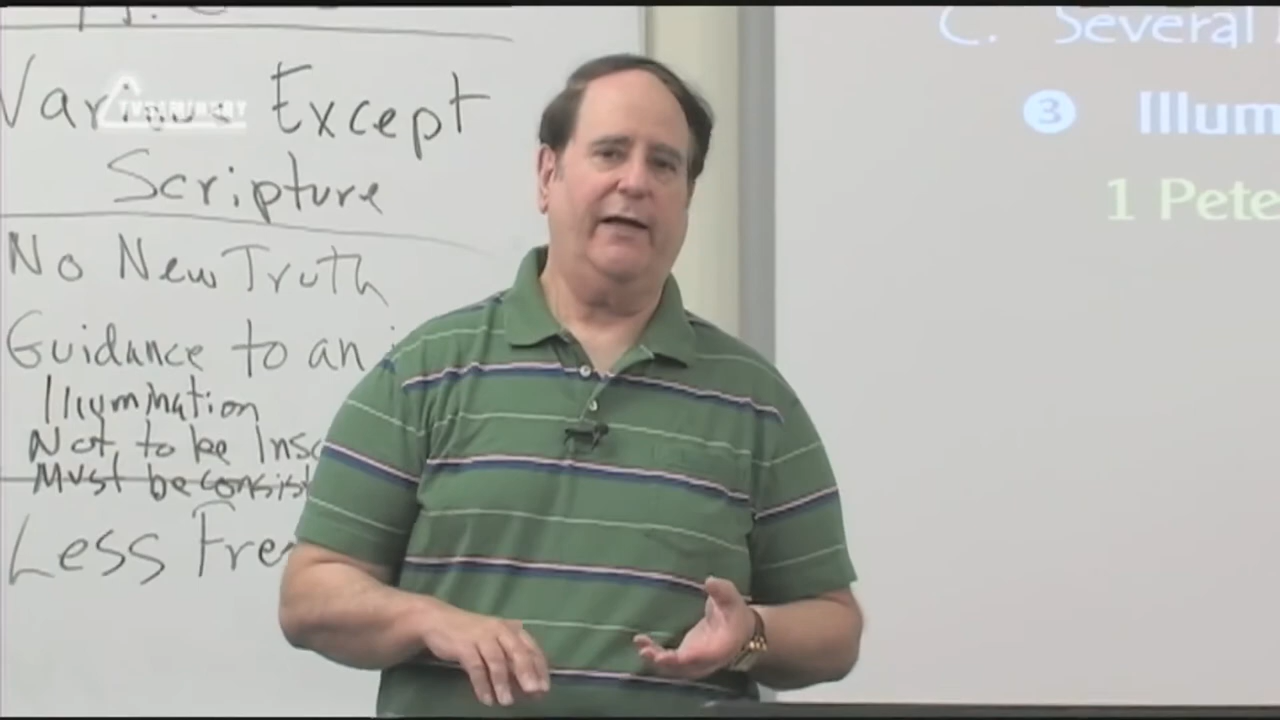 Various Except
Scripture
No New Truth
Guidance to an
Illumination
Not to be Insc
Must be consist
Less Fre
C. Several
3 Illum
1 Pete